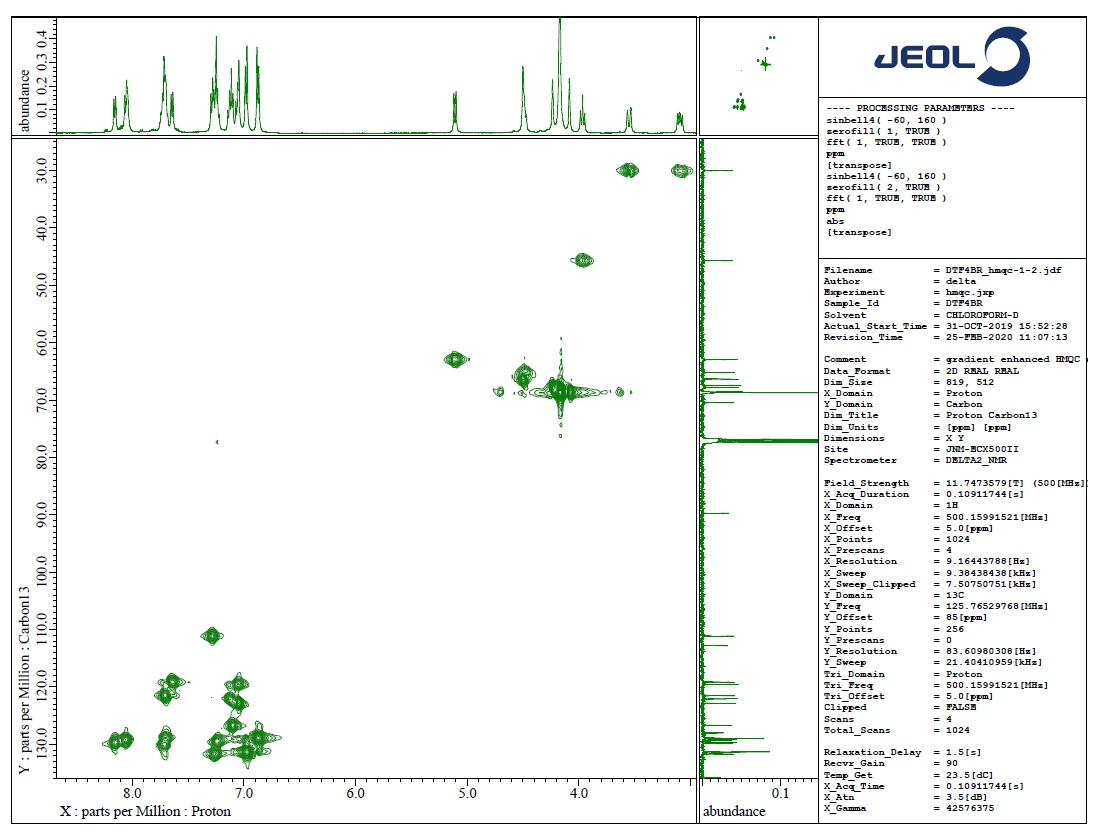 abundance
0.1 0.2 0.3 0.4
JEOL
---- PROCESSING PARAMETERS ----
sinbell4( -60, 160 )
zerofill( 1, TRUE )
fft( 1, TRUE, TRUE )
ppm
[transpose]
sinbell4( -60, 160 )
zerofill( 2, TRUE )
fft( 1, TRUE, TRUE )
ppm
abs
[transpose]
Filename = DTF4BR_hmqc-1-2.jdf
Author = delta
Experiment = hmqc.jxp
Sample_Id = DTF4BR
Solvent = CHLOROFORM-D
Actual_Start_Time = 31-OCT-2019 15:52:28
Revision_Time = 25-FEB-2020 11:07:13
Comment = gradient enhanced HMQC
Data_Format = 2D REAL REAL
Dim_Size = 819, 512
X_Domain = Proton
Y_Domain = Carbon
Dim_Title = Proton Carbon13
Dim_Units = [ppm] [ppm]
Dimensions = X Y
Site = JNM-ECX500II
Spectrometer = DELTA2_NMR
Field_Strength = 11.7473579[T] (500[MHz]
X_Acq_Duration = 0.10911744[s]
X_Domain = 1H
X_Freq = 500.15991521[MHz]
X_Offset = 5.0[ppm]
X_Points = 1024
X_Prescans = 4
X_Resolution = 9.16443788[Hz]
X_Sweep = 9.38438438[kHz]
X_Sweep_Clipped = 7.50750751[kHz]
Y_Domain = 13C
Y_Freq = 125.76529768[MHz]
Y_Offset = 85[ppm]
Y_Points = 256
Y_Prescans = 0
Y_Resolution = 83.60980308[Hz]
Y_Sweep = 21.40410959[kHz]
Tri_Domain = Proton
Tri_Freq = 500.15991521[MHz]
Tri_Offset = 5.0[ppm]
Clipped = FALSE
Scans = 4
Total_Scans = 1024
Relaxation_Delay = 1.5[s]
Recvr_Gain = 90
Temp_Get = 23.5[dC]
X_Acq_Time = 0.10911744[s]
X_Atn = 3.5[dB]
X_Gamma = 42576375
Y : parts per Million : Carbon13
30.0
40.0
50.0
60.0
70.0
80.0
90.0
100.0
110.0
120.0
130.0
8.0 7.0 6.0 5.0 4.0
X : parts per Million : Proton
0.1
abundance